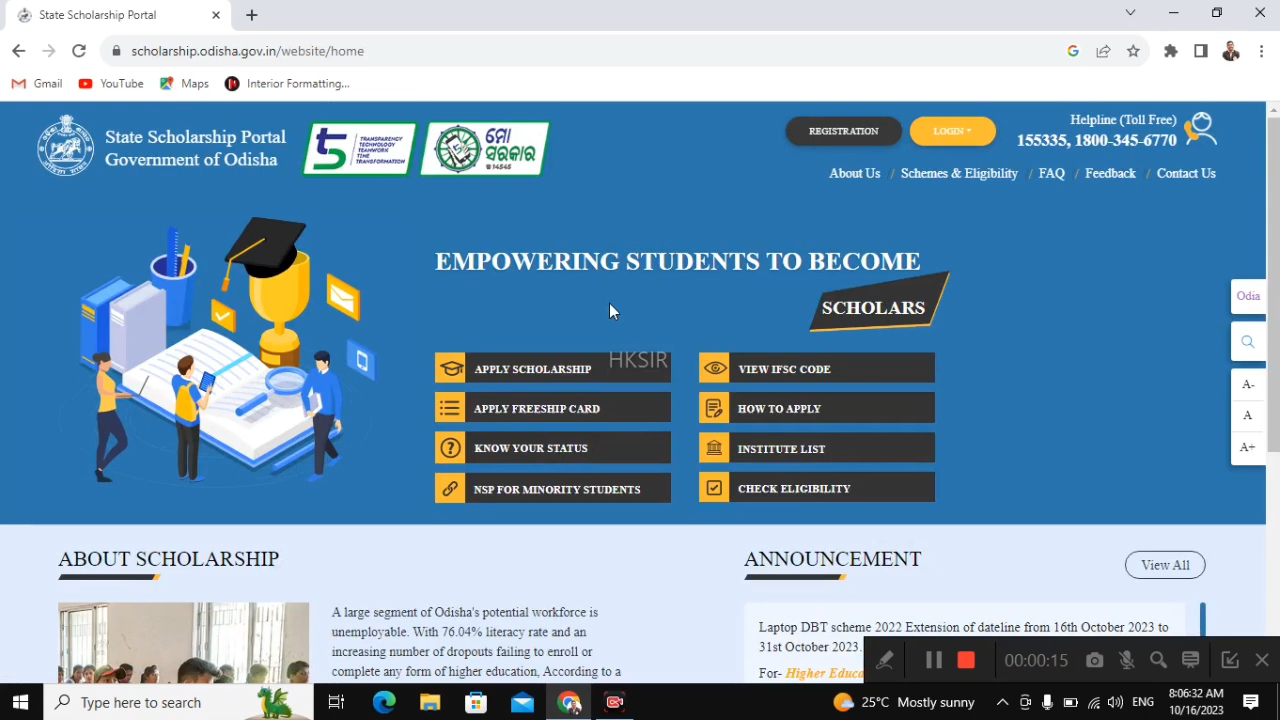 State Scholarship Portal
scholarship.odisha.gov.in/website/home
Gmail YouTube Maps Interior Formatting...
State Scholarship Portal
Government of Odisha
5T TRANSPARENCY
TECHNOLOGY
TEAMWORK
TIME
TRANSFORMATION
ମୋ
ସରକାର
14545
REGISTRATION
LOGIN
Helpline (Toll Free)
155335, 1800-345-6770
About Us / Schemes & Eligibility / FAQ / Feedback / Contact Us
EMPOWERING STUDENTS TO BECOME
SCHOLARS
Odia
HKSIR
APPLY SCHOLARSHIP
VIEW IFSC CODE
APPLY FREESHIP CARD
HOW TO APPLY
KNOW YOUR STATUS
INSTITUTE LIST
NSP FOR MINORITY STUDENTS
CHECK ELIGIBILITY
A-
A
A+
ABOUT SCHOLARSHIP
A large segment of Odisha's potential workforce is
unemployable. With 76.04% literacy rate and an
increasing number of dropouts failing to enroll or
complete any form of higher education, According to a
ANNOUNCEMENT
View All
Laptop DBT scheme 2022 Extension of dateline from 16th October 2023 to
31st October 2023.
For- Higher Educa
00:00:15
Type here to search
25°C Mostly sunny
ENG
8:06:32 AM
10/16/2023